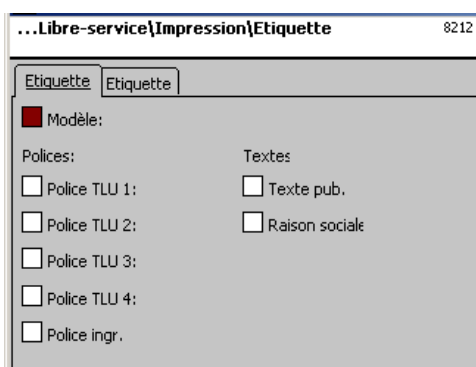 ...Libre-service\Impression\Etiquette 8212
Etiquette Etiquette
Modèle:
Polices: Textes
Police TLU 1: Texte pub.
Police TLU 2: Raison sociale
Police TLU 3:
Police TLU 4:
Police ingr.